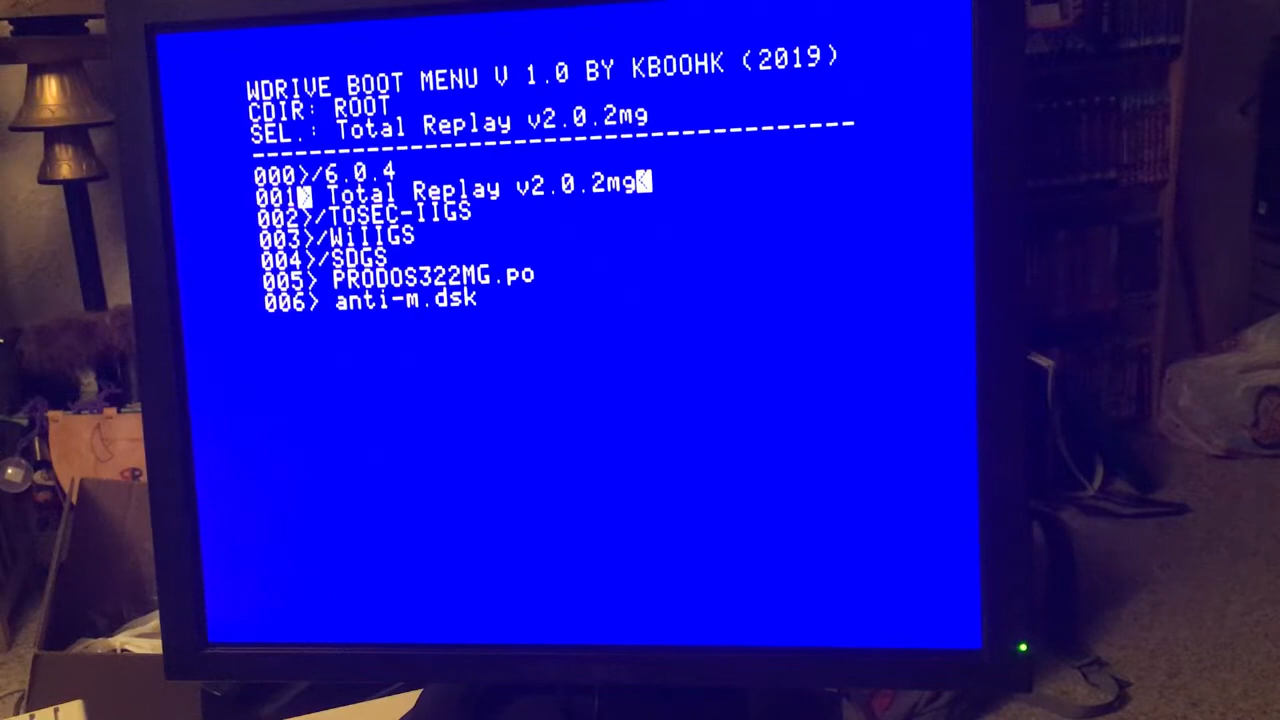 WDRIVE BOOT MENU V 1.0 BY KBOOHK (2019)
CDIR: ROOT
SEL.: Total Replay v2.0.2mg
------------------------------------------
000>/6.0.4
001> Total Replay v2.0.2mg<
002>/TOSEC-IIGS
003>/WiIIGS
004>/SDGS
005> PRODOS322MG.po
006> anti-m.dsk